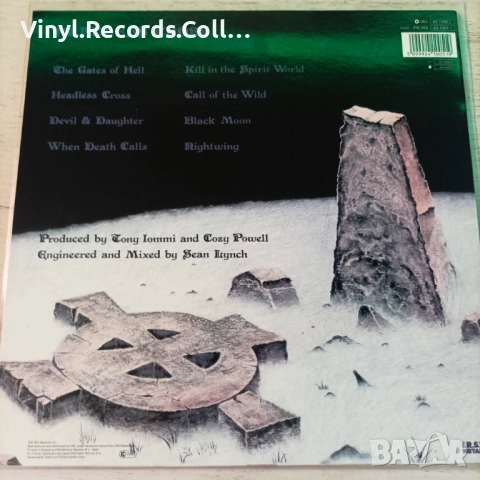 Vinyl.Records.Coll...
The Gates of Hell
Headless Cross
Devil & Daughter
When Death Calls
Kill in the Spirit World
Call of the Wild
Black Moon
Nightwing
Produced by Tony Iommi and Cozy Powell
Engineered and Mixed by Sean Lynch
BAZAR